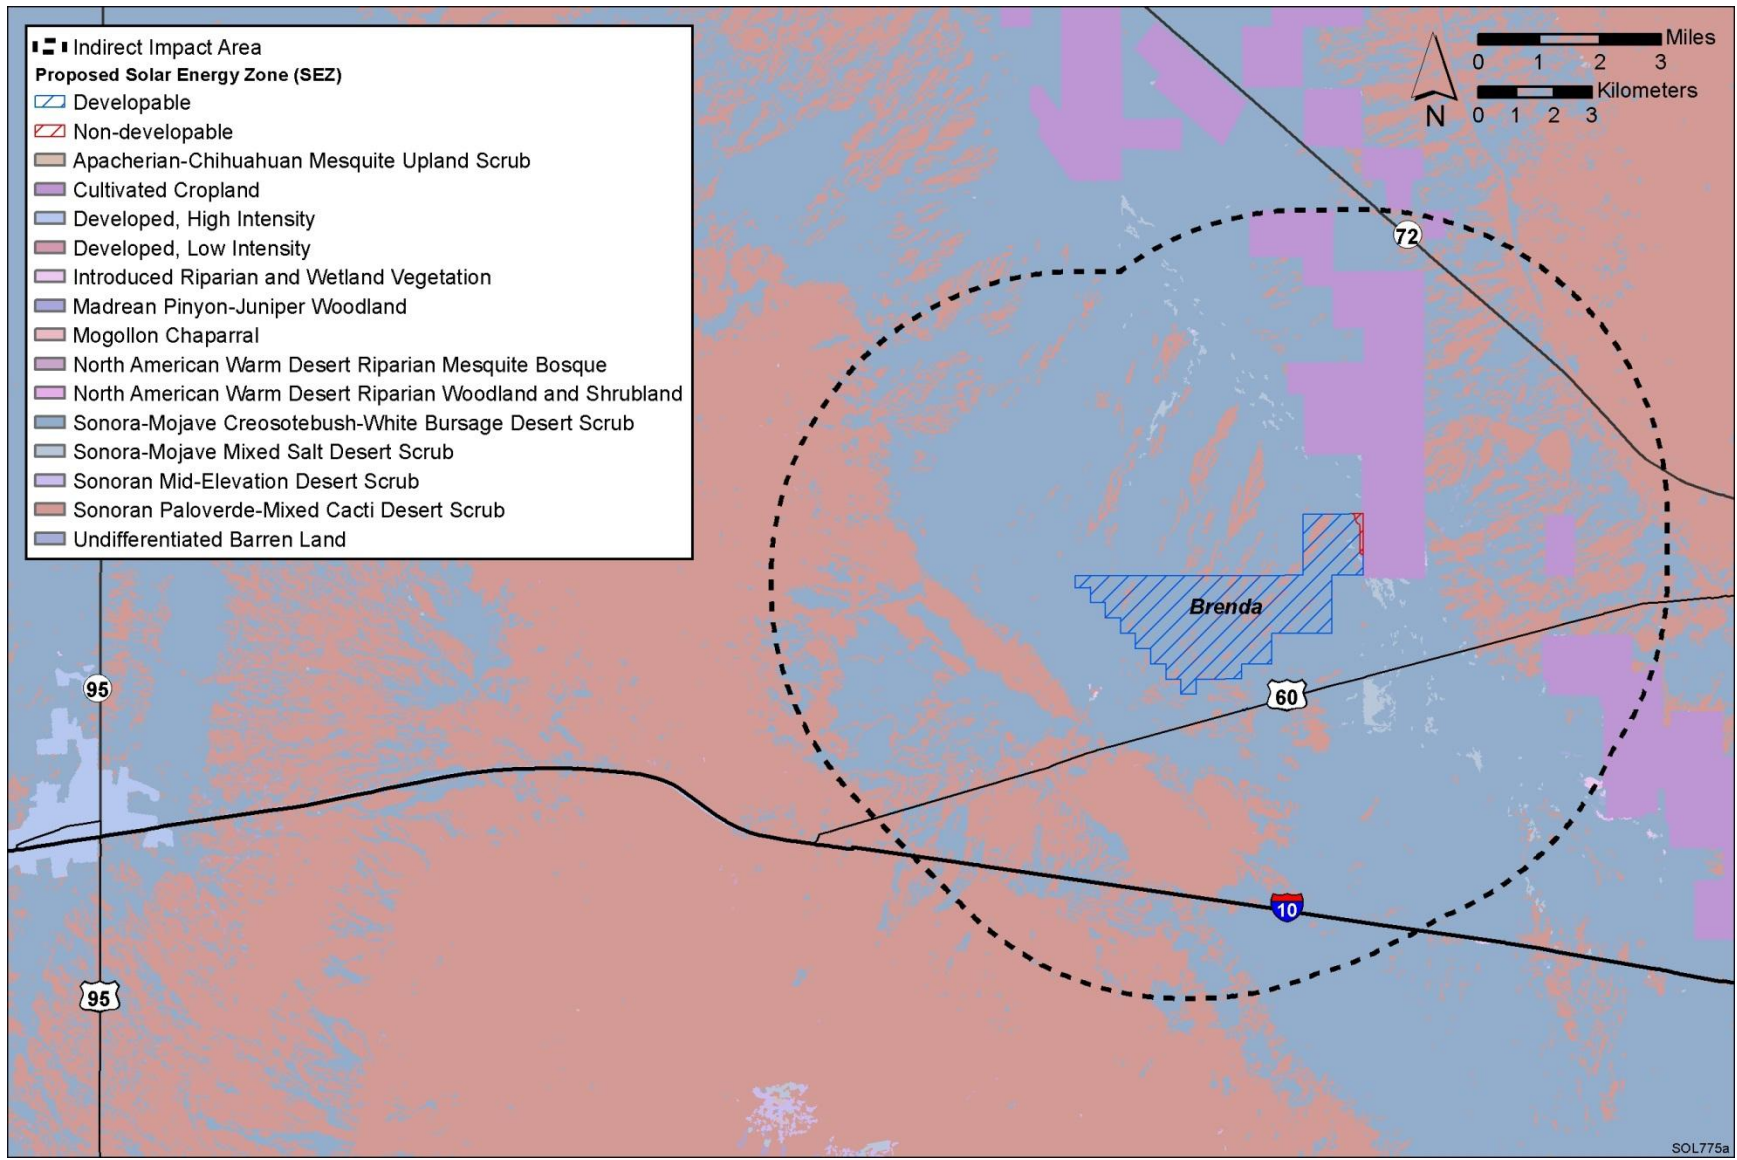 Indirect Impact Area
Proposed Solar Energy Zone (SEZ)
Developable
Non-developable
Apacherian-Chihuahuan Mesquite Upland Scrub
Cultivated Cropland
Developed, High Intensity
Developed, Low Intensity
Introduced Riparian and Wetland Vegetation
Madrean Pinyon-Juniper Woodland
Mogollon Chaparral
North American Warm Desert Riparian Mesquite Bosque
North American Warm Desert Riparian Woodland and Shrubland
Sonora-Mojave Creosotebush-White Bursage Desert Scrub
Sonora-Mojave Mixed Salt Desert Scrub
Sonoran Mid-Elevation Desert Scrub
Sonoran Paloverde-Mixed Cacti Desert Scrub
Undifferentiated Barren Land
Miles
0 1 2 3
Kilometers
0 1 2 3
N
72
Brenda
95
60
10
95
SOL775a